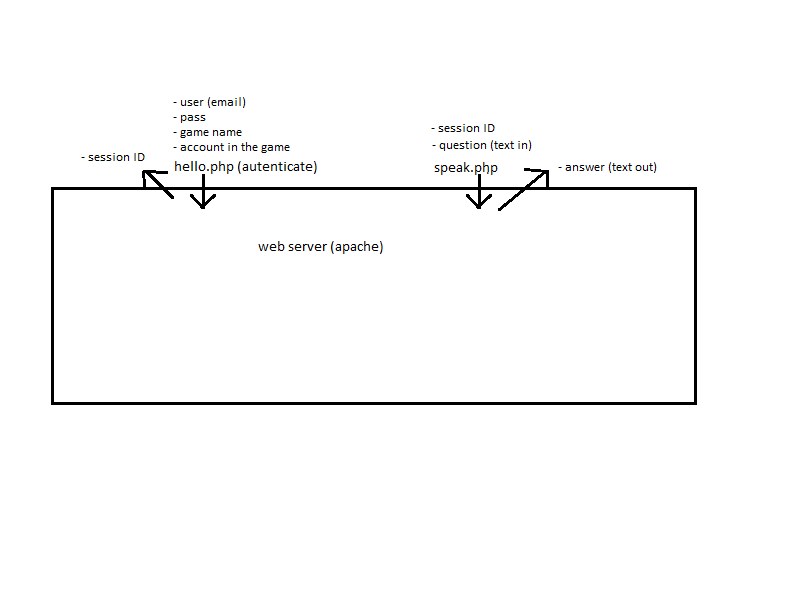 - user (email)
- pass
- game name
- account in the game
- session ID
hello.php (autenticate)
- session ID
- question (text in)
speak.php
- answer (text out)
web server (apache)